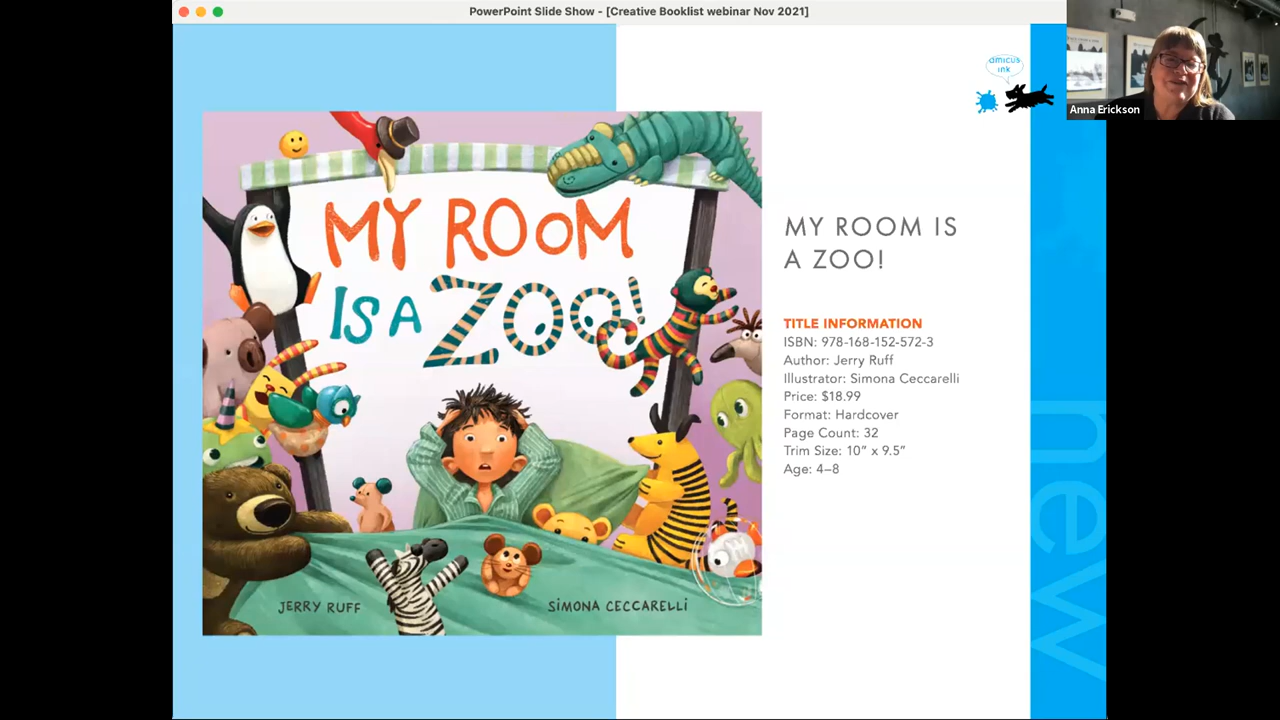 PowerPoint Slide Show - [Creative Booklist webinar Nov 2021]
amicus
ink
Anna Erickson
MY ROOM
IS A ZOO!
JERRY RUFF
SIMONA CECCARELLI
MY ROOM IS
A ZOO!
TITLE INFORMATION
ISBN: 978-168-152-572-3
Author: Jerry Ruff
Illustrator: Simona Ceccarelli
Price: $18.99
Format: Hardcover
Page Count: 32
Trim Size: 10” x 9.5”
Age: 4–8
new